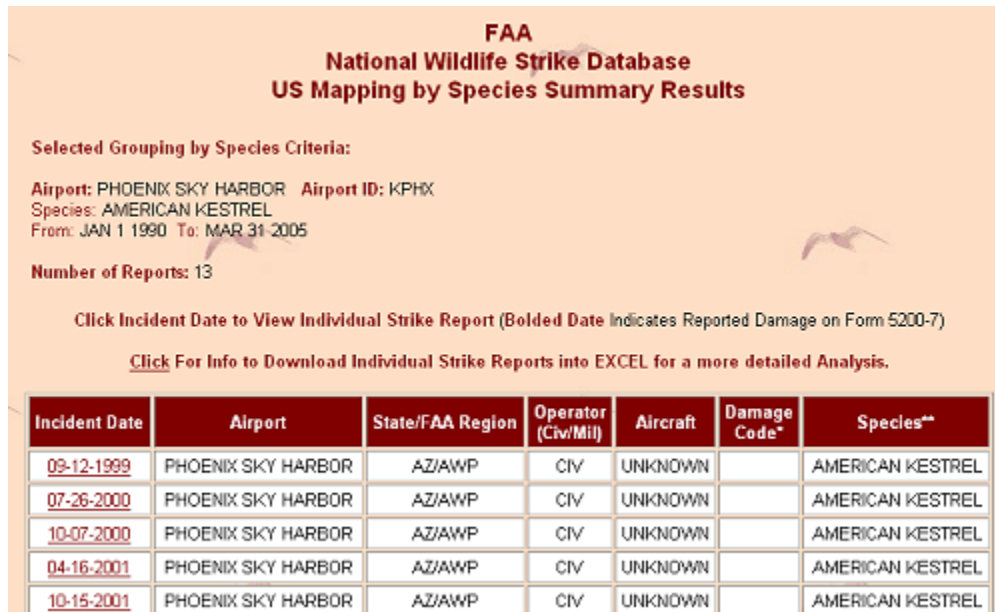 FAA
National Wildlife Strike Database
US Mapping by Species Summary Results
Selected Grouping by Species Criteria:
Airport: PHOENIX SKY HARBOR Airport ID: KPHX
Species: AMERICAN KESTREL
From: JAN 1 1990 To: MAR 31 2005
Number of Reports: 13
Click Incident Date to View Individual Strike Report (Bolded Date Indicates Reported Damage on Form 5200-7)
Click For Info to Download Individual Strike Reports into EXCEL for a more detailed Analysis.
Incident Date Airport State/FAA Region Operator (Civ/Mil) Aircraft Damage Code* Species**
09-12-1999 PHOENIX SKY HARBOR AZ/AWP CIV UNKNOWN AMERICAN KESTREL
07-26-2000 PHOENIX SKY HARBOR AZ/AWP CIV UNKNOWN AMERICAN KESTREL
10-07-2000 PHOENIX SKY HARBOR AZ/AWP CIV UNKNOWN AMERICAN KESTREL
04-16-2001 PHOENIX SKY HARBOR AZ/AWP CIV UNKNOWN AMERICAN KESTREL
10-15-2001 PHOENIX SKY HARBOR AZ/AWP CIV UNKNOWN AMERICAN KESTREL